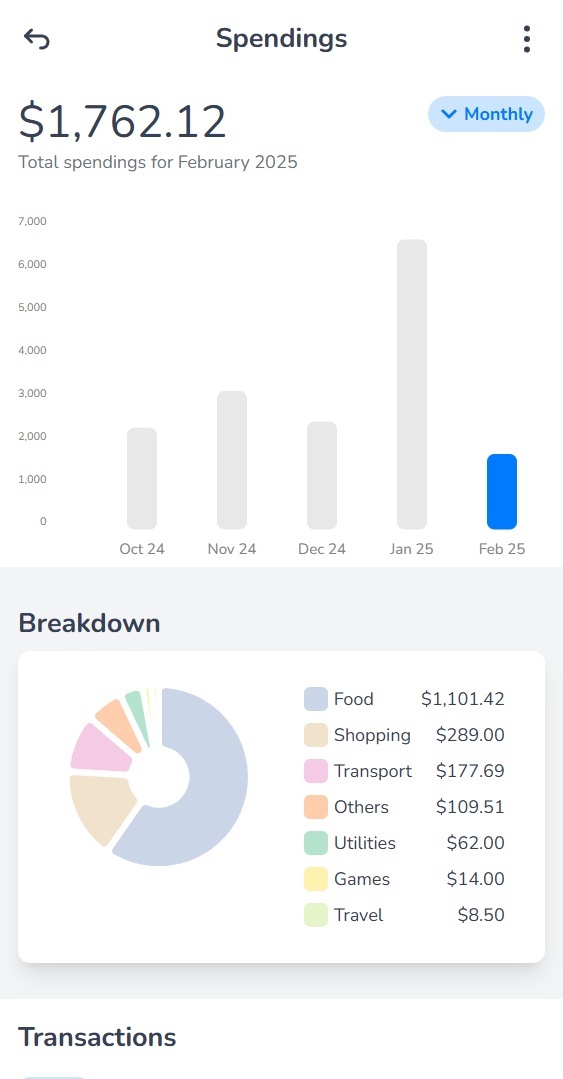 Spendings
$1,762.12
Monthly
Total spendings for February 2025
7,000
6,000
5,000
4,000
3,000
2,000
1,000
0
Oct 24 Nov 24 Dec 24 Jan 25 Feb 25
Breakdown
Food $1,101.42
Shopping $289.00
Transport $177.69
Others $109.51
Utilities $62.00
Games $14.00
Travel $8.50
Transactions